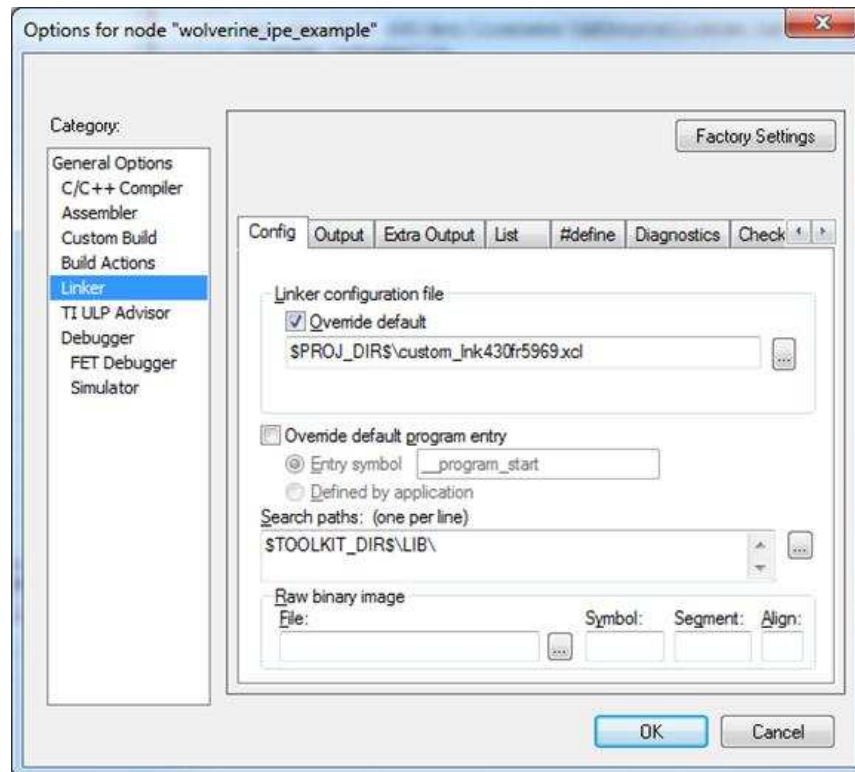 Options for node "wolverine_ipe_example"
Category:
Factory Settings
General Options
C/C++ Compiler
Assembler
Custom Build
Build Actions
Linker
TI ULP Advisor
Debugger
FET Debugger
Simulator
Config Output Extra Output List #define Diagnostics Check
Linker configuration file
Override default
$PROJ_DIR$\custom_lnk430fr5969.xcl
...
Override default program entry
Entry symbol __program_start
Defined by application
Search paths: (one per line)
$TOOLKIT_DIR$\LIB\
...
Raw binary image
File: Symbol: Segment: Align:
...
OK Cancel